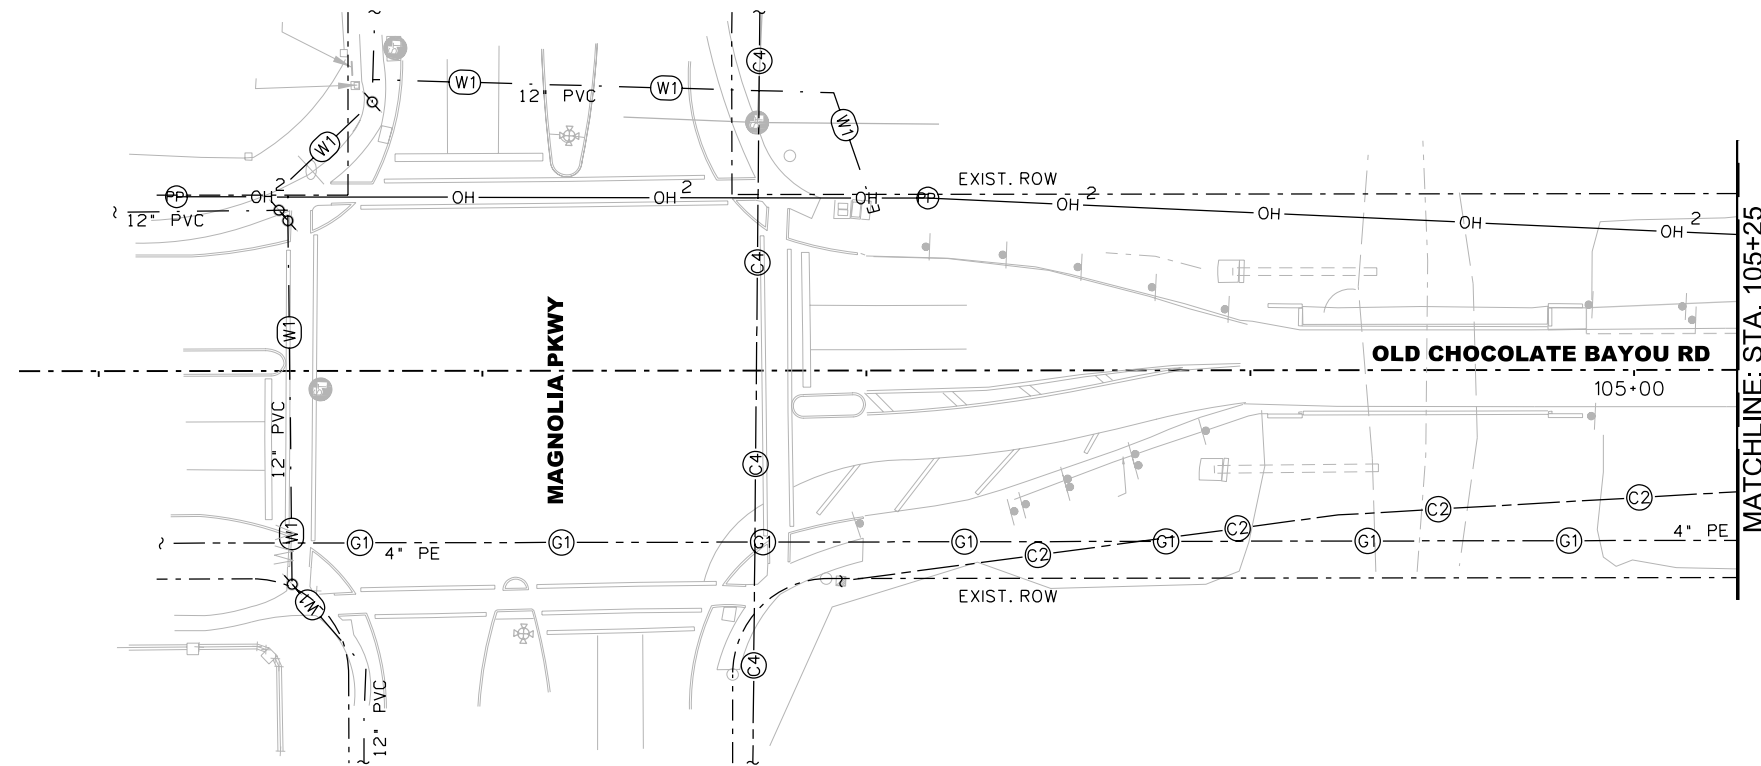 C4
W1
W1
12" PVC
W1
W1
PP
OH
2
OH
OH
2
OH
PP
E
EXIST. ROW
OH
2
OH
OH
OH
2
12" PVC
C4
MATCHLINE: STA. 105+25
W1
MAGNOLIA PKWY
OLD CHOCOLATE BAYOU RD
105+00
12" PVC
C4
C2
C2
C2
W1
G1
4" PE
G1
G1
G1
C2
G1
G1
G1
4" PE
EXIST. ROW
W1
C4
12" PVC